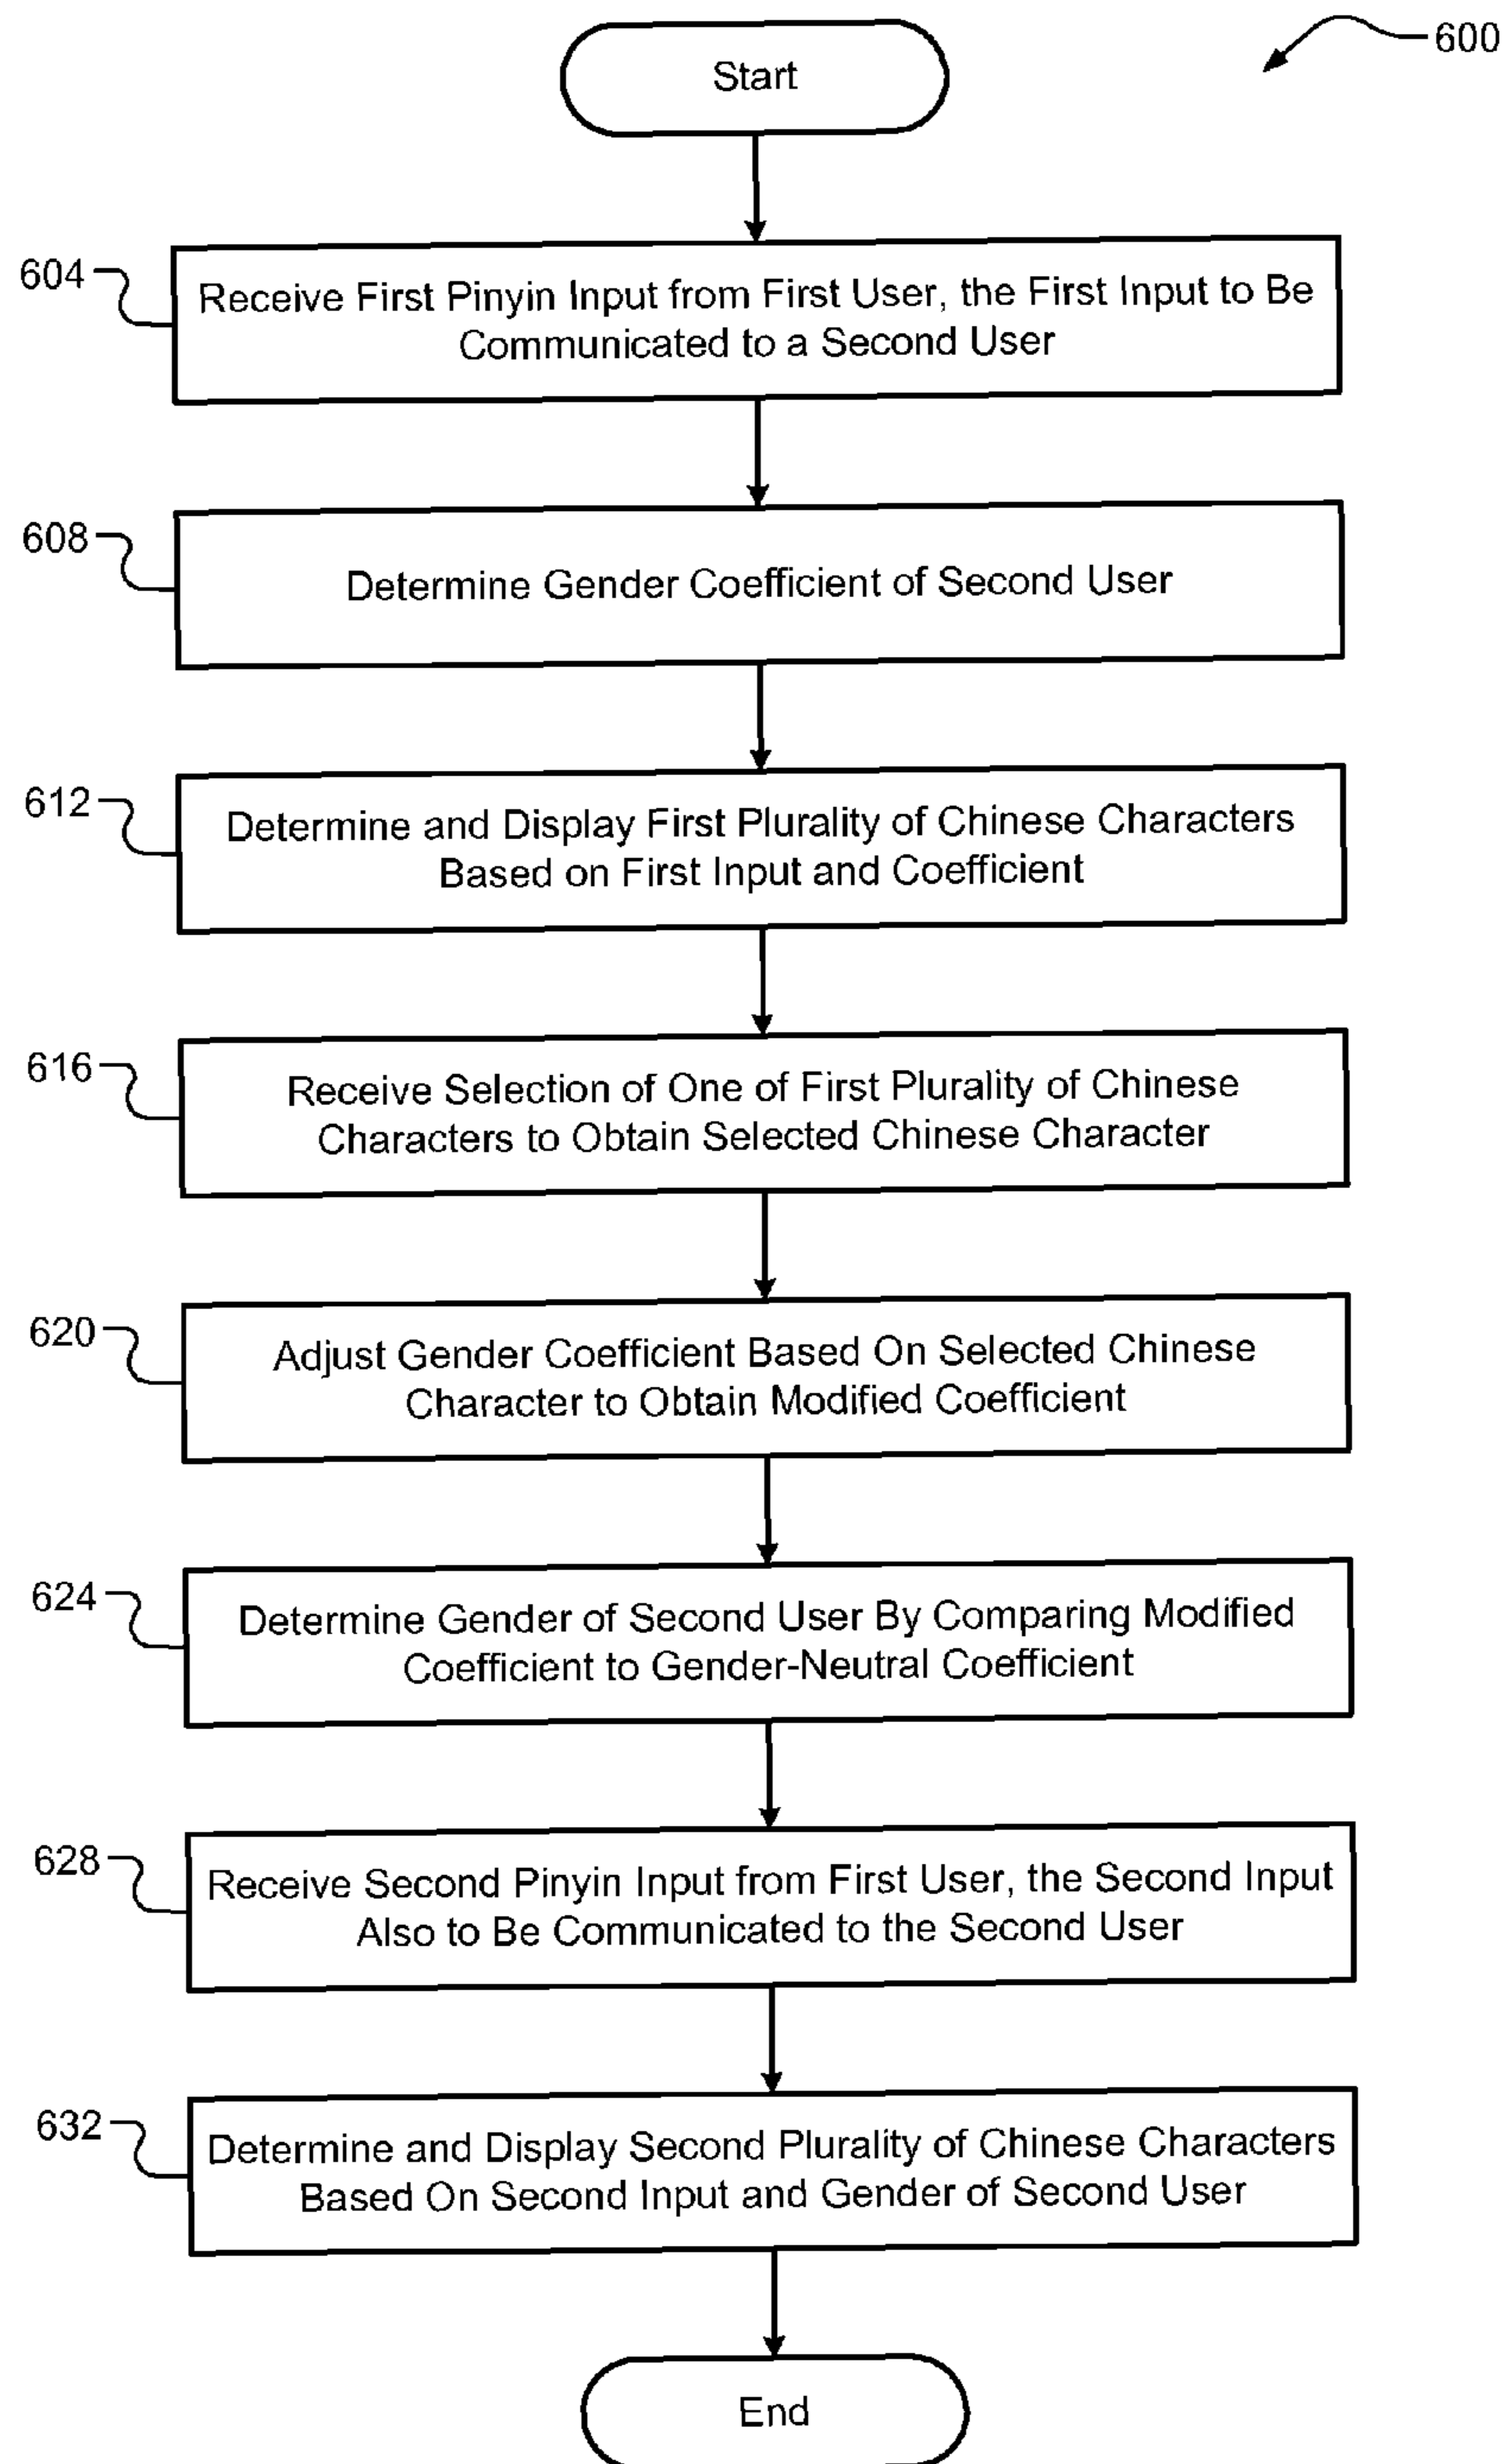 600
Start
604
Receive First Pinyin Input from First User, the First Input to Be
Communicated to a Second User
608
Determine Gender Coefficient of Second User
612
Determine and Display First Plurality of Chinese Characters
Based on First Input and Coefficient
616
Receive Selection of One of First Plurality of Chinese
Characters to Obtain Selected Chinese Character
620
Adjust Gender Coefficient Based On Selected Chinese
Character to Obtain Modified Coefficient
624
Determine Gender of Second User By Comparing Modified
Coefficient to Gender-Neutral Coefficient
628
Receive Second Pinyin Input from First User, the Second Input
Also to Be Communicated to the Second User
632
Determine and Display Second Plurality of Chinese Characters
Based On Second Input and Gender of Second User
End